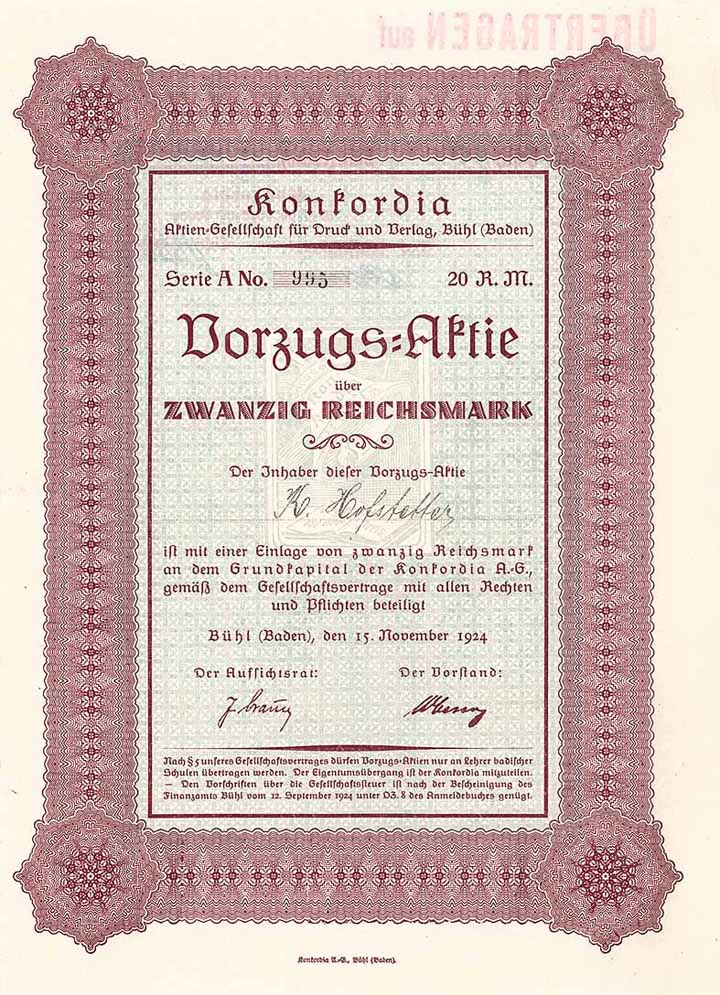 ÜBERTRAGEN auf
Konkordia
Aktien-Gesellschaft für Druck und Verlag, Bühl (Baden)
Serie A No. 995 20 R. M.
Vorzugs-Aktie
über
ZWANZIG REICHSMARK
Der Inhaber dieser Vorzugs-Aktie
K. Hofstetter
ist mit einer Einlage von zwanzig Reichsmark
an dem Grundkapital der Konkordia A.-G.,
gemäß dem Gesellschaftsvertrage mit allen Rechten
und Pflichten beteiligt
Bühl (Baden), den 15. November 1924
Der Aufsichtsrat: Der Vorstand:
Nach § 5 unseres Gesellschaftsvertrages dürfen Vorzugs-Aktien nur an Lehrer badischer
Schulen übertragen werden. Der Eigentumsübergang ist der Konkordia mitzuteilen.
— Den Vorschriften über die Gesellschaftsteuer ist nach der Bescheinigung des
Finanzamts Bühl vom 12. September 1924 unter O3. 8 des Anmeldebuches genügt.
Konkordia A.-G., Bühl (Baden).